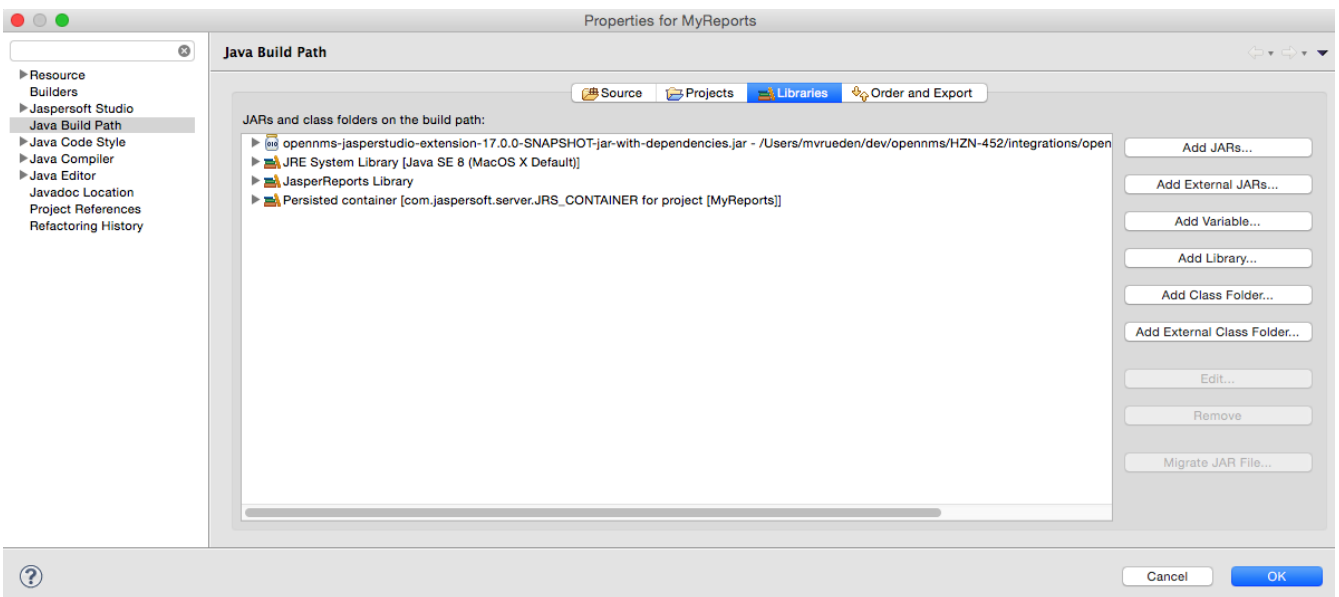 Properties for MyReports
Java Build Path
Resource
Builders
Jaspersoft Studio
Java Build Path
Java Code Style
Java Compiler
Java Editor
Javadoc Location
Project References
Refactoring History
Source Projects Libraries Order and Export
JARs and class folders on the build path:
opennms-jasperstudio-extension-17.0.0-SNAPSHOT-jar-with-dependencies.jar - /Users/mvrueden/dev/opennms/HZN-452/integrations/open
JRE System Library [Java SE 8 (MacOS X Default)]
JasperReports Library
Persisted container [com.jaspersoft.server.JRS_CONTAINER for project [MyReports]]
Add JARs...
Add External JARs...
Add Variable...
Add Library...
Add Class Folder...
Add External Class Folder...
Edit...
Remove
Migrate JAR File...
?
Cancel OK